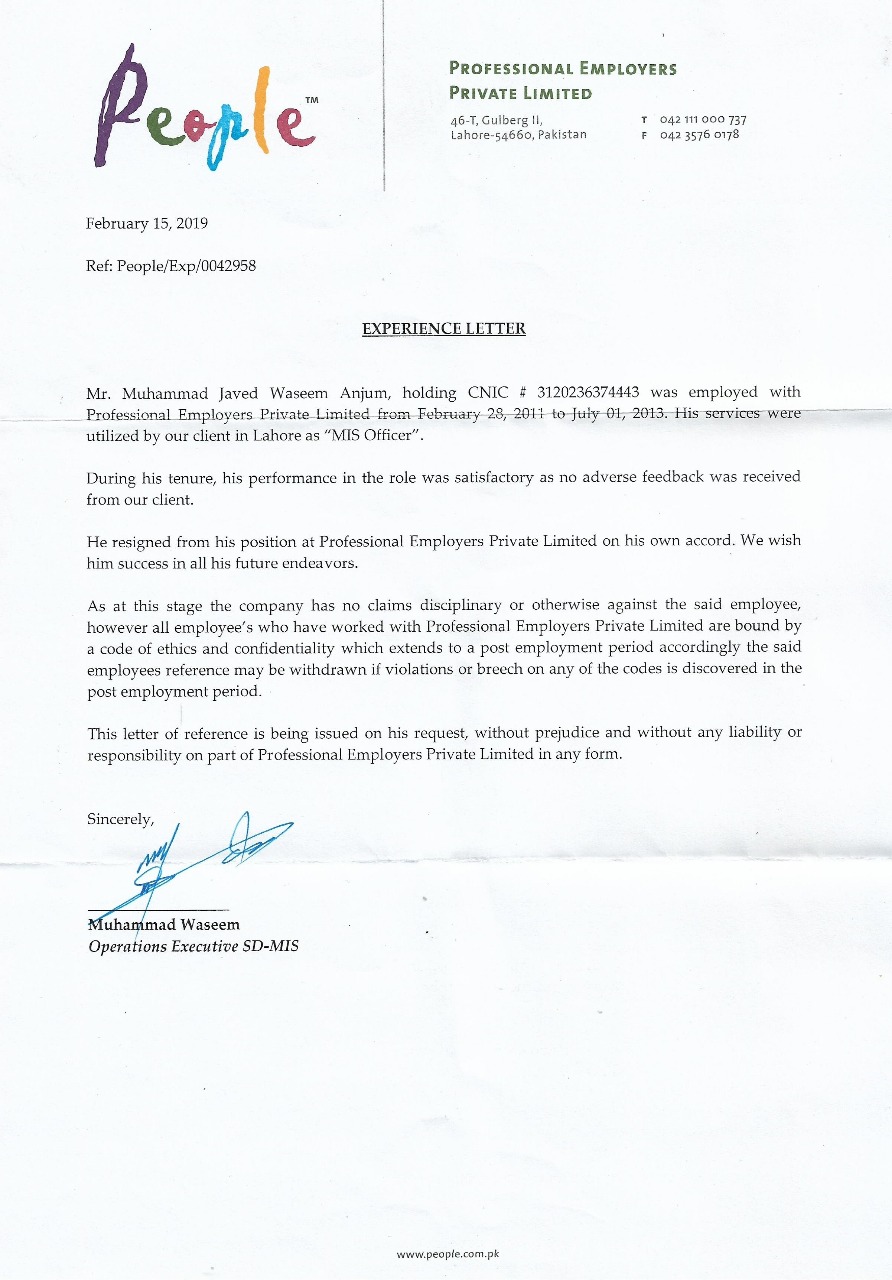 People™
PROFESSIONAL EMPLOYERS
PRIVATE LIMITED
46-T, Gulberg II,
Lahore-54660, Pakistan
T 042 111 000 737
F 042 3576 0178
February 15, 2019
Ref: People/Exp/0042958
EXPERIENCE LETTER
Mr. Muhammad Javed Waseem Anjum, holding CNIC # 3120236374443 was employed with
Professional Employers Private Limited from February 28, 2011 to July 01, 2013. His services were
utilized by our client in Lahore as “MIS Officer”.
During his tenure, his performance in the role was satisfactory as no adverse feedback was received
from our client.
He resigned from his position at Professional Employers Private Limited on his own accord. We wish
him success in all his future endeavors.
As at this stage the company has no claims disciplinary or otherwise against the said employee,
however all employee’s who have worked with Professional Employers Private Limited are bound by
a code of ethics and confidentiality which extends to a post employment period accordingly the said
employees reference may be withdrawn if violations or breech on any of the codes is discovered in the
post employment period.
This letter of reference is being issued on his request, without prejudice and without any liability or
responsibility on part of Professional Employers Private Limited in any form.
Sincerely,
Muhammad Waseem
Operations Executive SD-MIS
www.people.com.pk